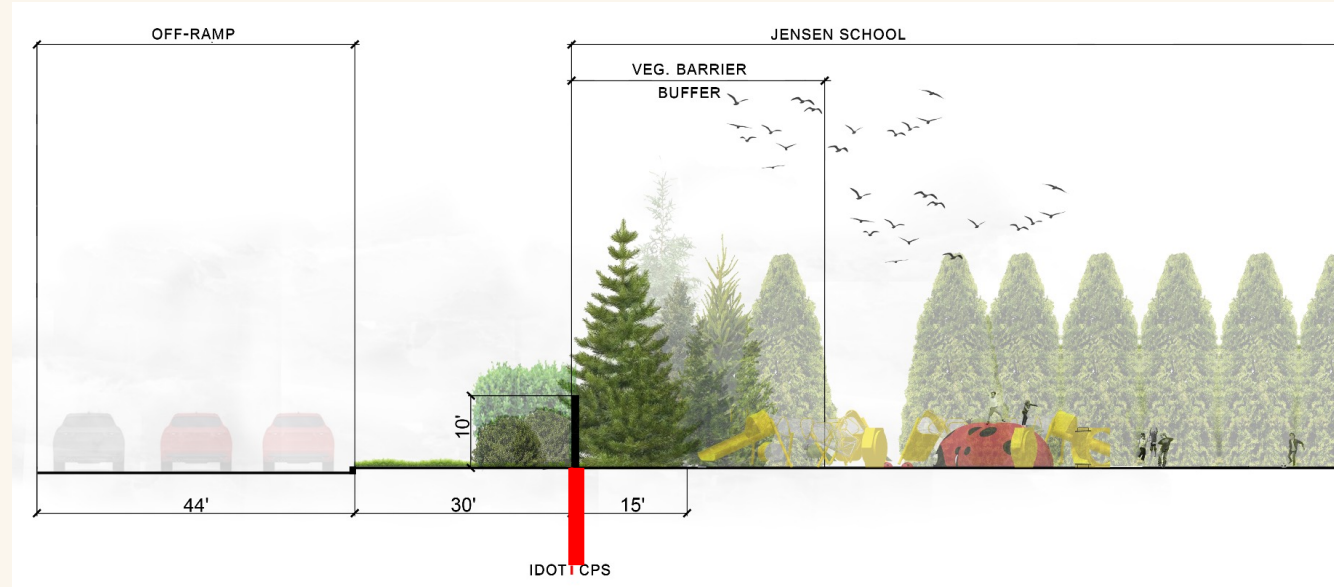 OFF-RAMP
JENSEN SCHOOL
VEG. BARRIER
BUFFER
10'
44'
30'
15'
IDOT CPS